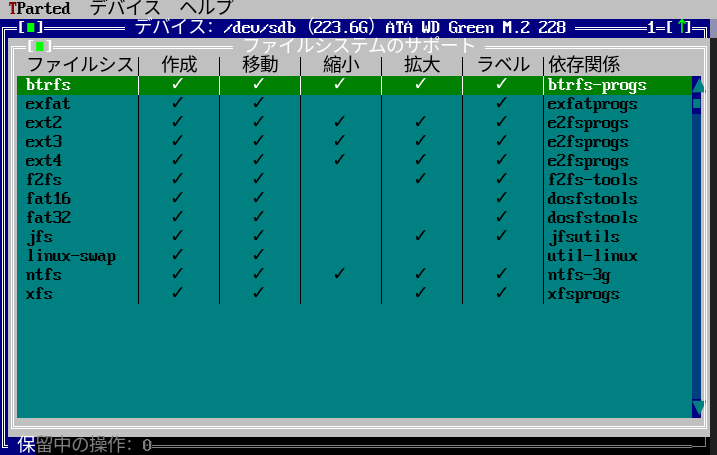 TParted デバイス ヘルプ
デバイス: /dev/sdb (223.6G) ATA WD Green M.2 228 1
ファイルシステムのサポート
ファイルシス 作成 移動 縮小 拡大 ラベル 依存関係
btrfs ✓ ✓ ✓ ✓ ✓ btrfs-progs
exfat ✓ ✓ ✓ exfatprogs
ext2 ✓ ✓ ✓ ✓ ✓ e2fsprogs
ext3 ✓ ✓ ✓ ✓ ✓ e2fsprogs
ext4 ✓ ✓ ✓ ✓ ✓ e2fsprogs
f2fs ✓ ✓ ✓ ✓ f2fs-tools
fat16 ✓ ✓ ✓ dosfstools
fat32 ✓ ✓ ✓ dosfstools
jfs ✓ ✓ ✓ ✓ jfsutils
linux-swap ✓ ✓ util-linux
ntfs ✓ ✓ ✓ ✓ ✓ ntfs-3g
xfs ✓ ✓ ✓ ✓ xfsprogs
保留中の操作: 0